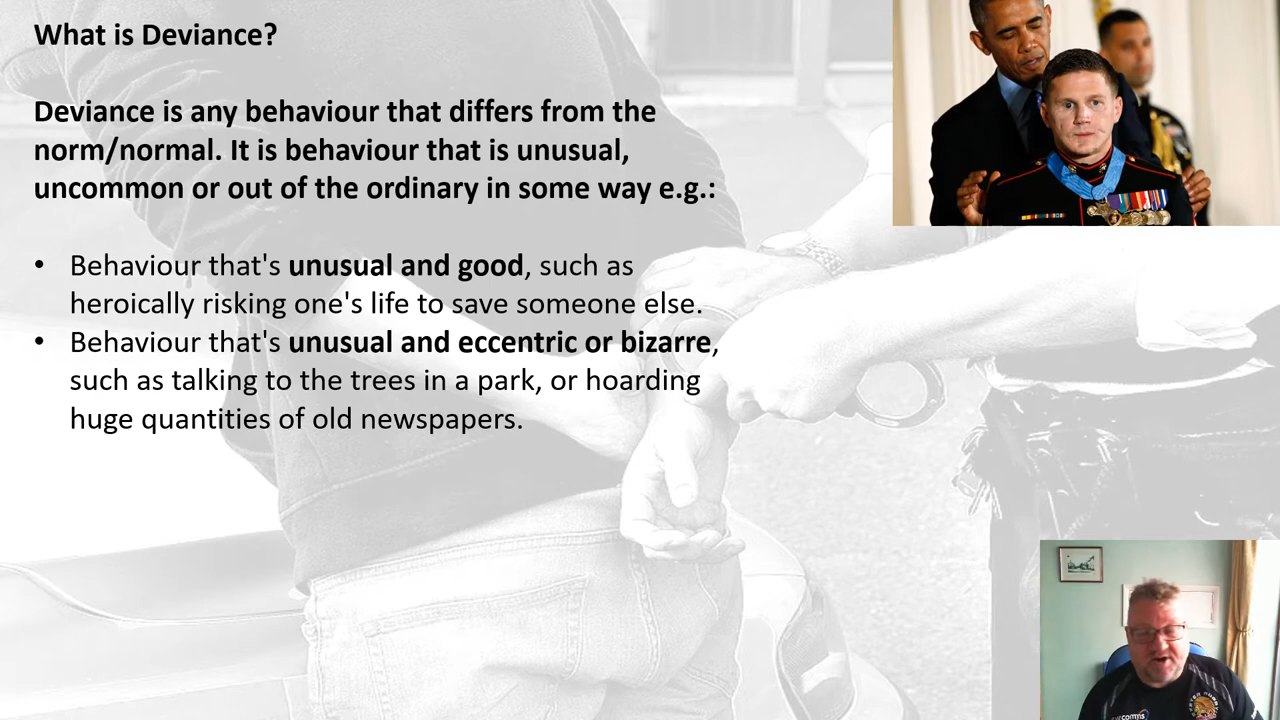 What is Deviance?
Deviance is any behaviour that differs from the
norm/normal. It is behaviour that is unusual,
uncommon or out of the ordinary in some way e.g.:
• Behaviour that's unusual and good, such as
heroically risking one's life to save someone else.
• Behaviour that's unusual and eccentric or bizarre,
such as talking to the trees in a park, or hoarding
huge quantities of old newspapers.